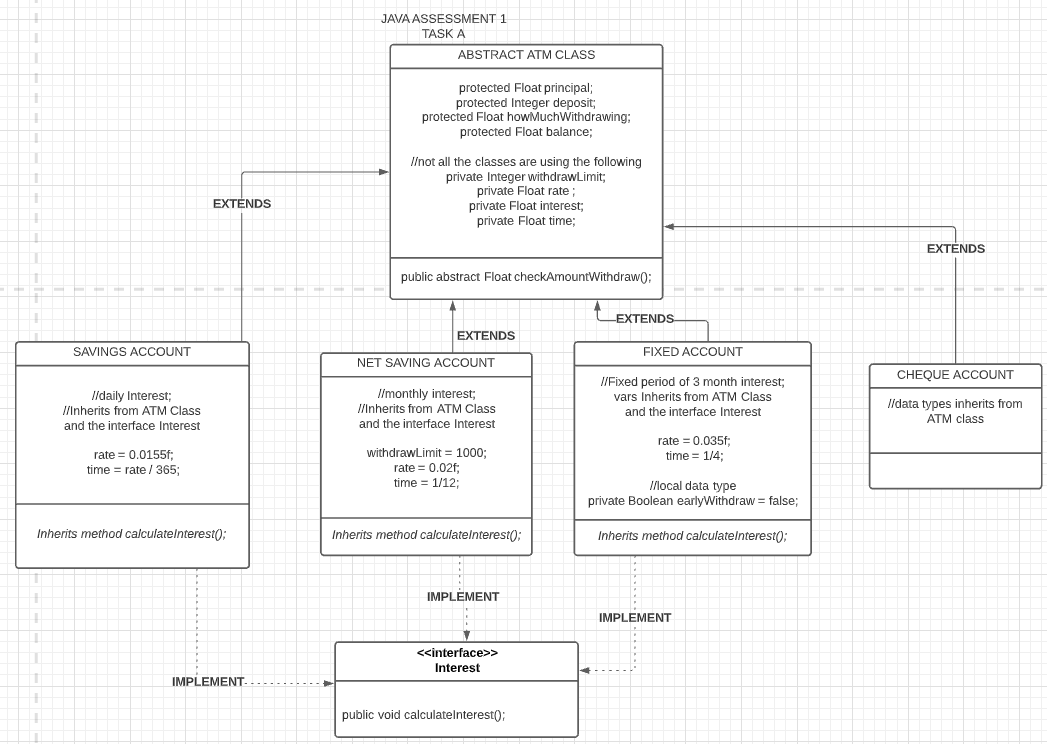 JAVA ASSESSMENT 1
TASK A
ABSTRACT ATM CLASS
protected Float principal;
protected Integer deposit;
protected Float howMuchWithdrawing;
protected Float balance;
//not all the classes are using the following
private Integer withdrawLimit;
private Float rate ;
private Float interest;
private Float time;
public abstract Float checkAmountWithdraw();
EXTENDS
EXTENDS
EXTENDS
EXTENDS
SAVINGS ACCOUNT
//daily Interest;
//Inherits from ATM Class
and the interface Interest
rate = 0.0155f;
time = rate / 365;
Inherits method calculateInterest();
NET SAVING ACCOUNT
//monthly interest;
//Inherits from ATM Class
and the interface Interest
withdrawLimit = 1000;
rate = 0.02f;
time = 1/12;
Inherits method calculateInterest();
FIXED ACCOUNT
//Fixed period of 3 month interest;
vars Inherits from ATM Class
and the interface Interest
rate = 0.035f;
time = 1/4;
//local data type
private Boolean earlyWithdraw = false;
Inherits method calculateInterest();
CHEQUE ACCOUNT
//data types inherits from
ATM class
IMPLEMENT
IMPLEMENT
IMPLEMENT
<<interface>>
Interest
public void calculateInterest();